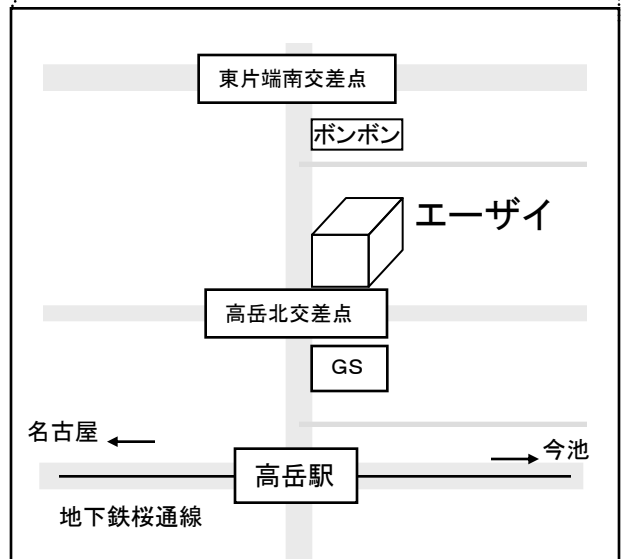 東片端南交差点
ボンボン
エーザイ
高岳北交差点
GS
名古屋
今池
高岳駅
地下鉄桜通線